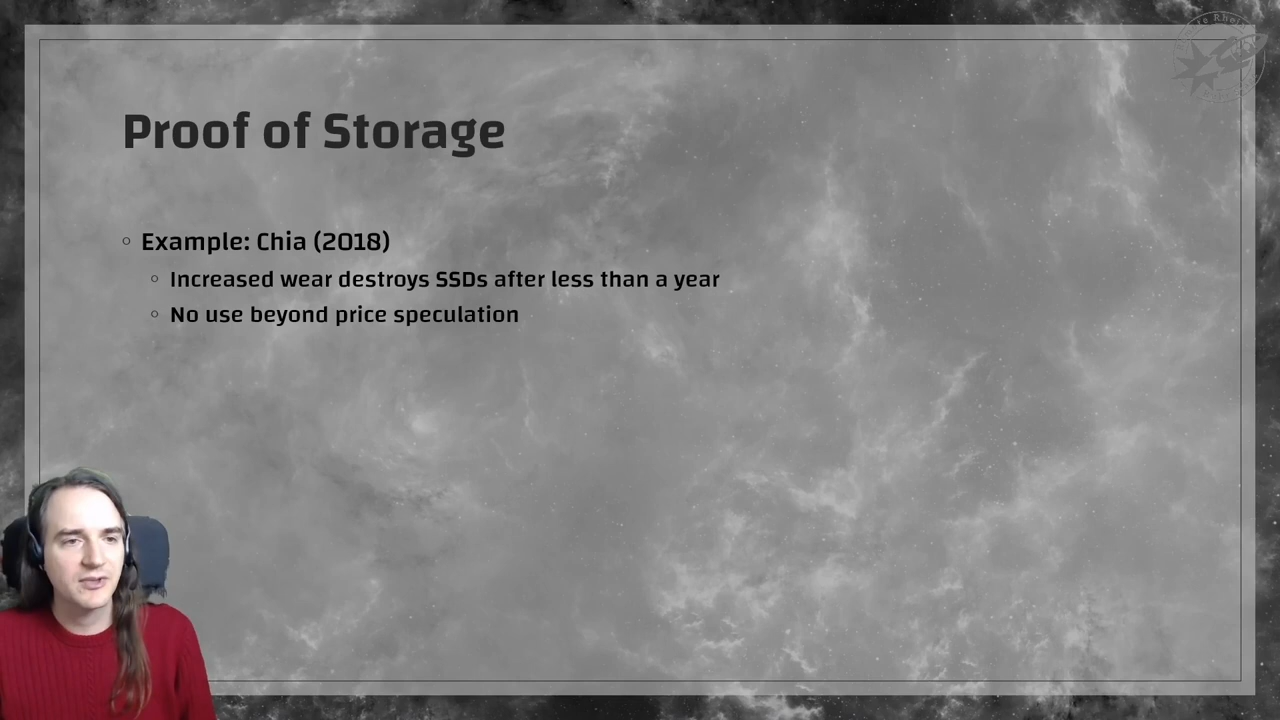 Proof of Storage
Example: Chia (2018)
Increased wear destroys SSDs after less than a year
No use beyond price speculation